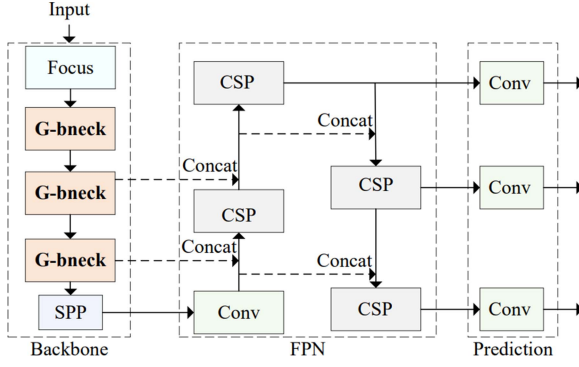 Input
Focus
G-bneck
G-bneck
G-bneck
SPP
Backbone
CSP
Concat
Concat
CSP
CSP
Concat
Concat
Conv
CSP
FPN
Conv
Conv
Conv
Prediction